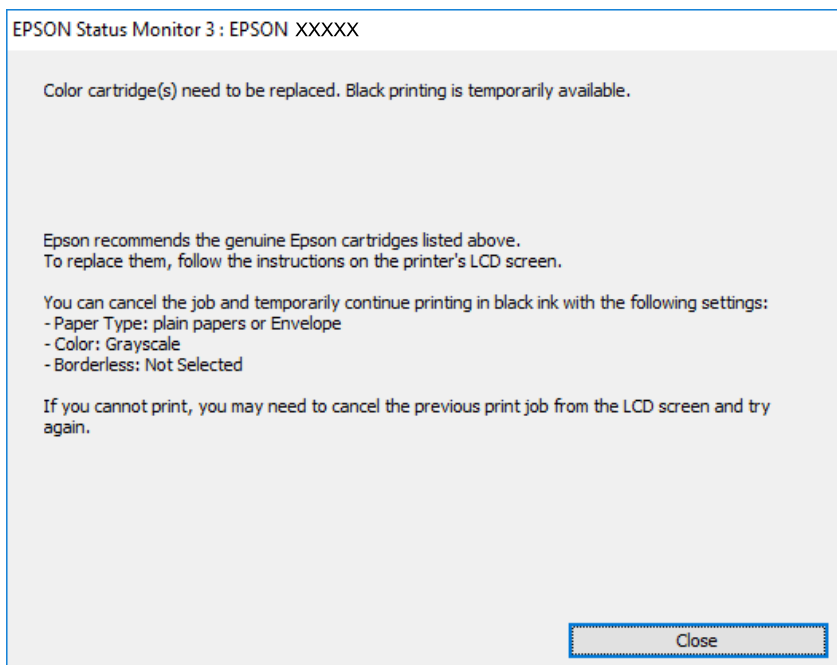 EPSON Status Monitor 3 : EPSON XXXXX
Color cartridge(s) need to be replaced. Black printing is temporarily available.
Epson recommends the genuine Epson cartridges listed above.
To replace them, follow the instructions on the printer's LCD screen.
You can cancel the job and temporarily continue printing in black ink with the following settings:
- Paper Type: plain papers or Envelope
- Color: Grayscale
- Borderless: Not Selected
If you cannot print, you may need to cancel the previous print job from the LCD screen and try
again.
Close